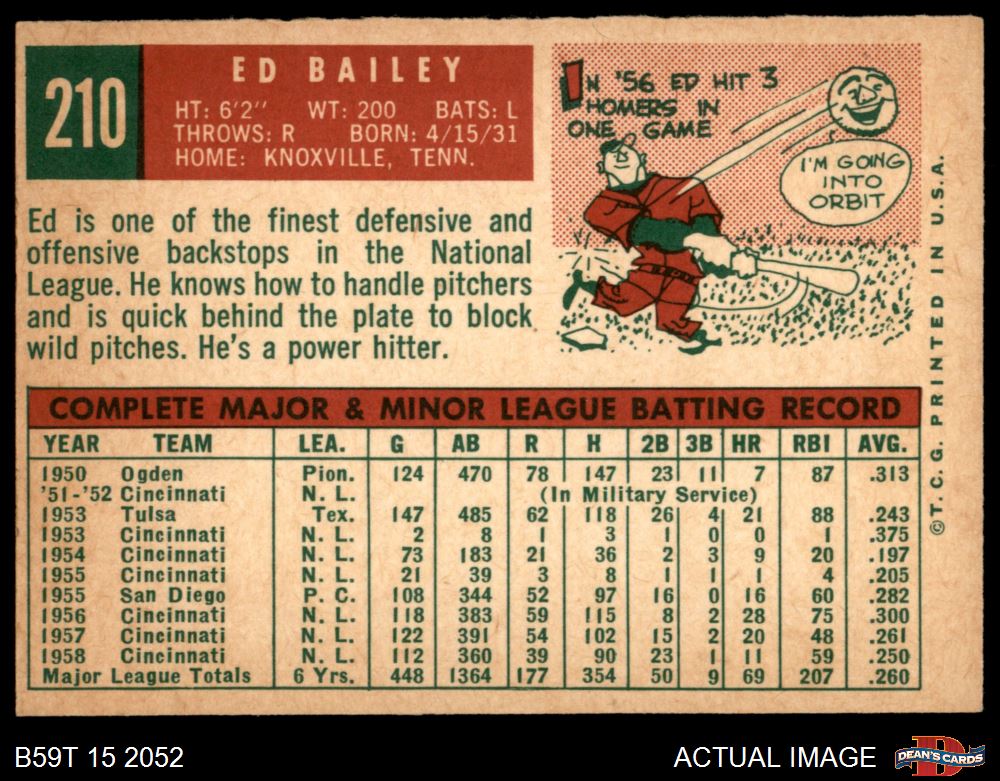 210
ED BAILEY
HT: 6'2" WT: 200 BATS: L
THROWS: R BORN: 4/15/31
HOME: KNOXVILLE, TENN.
IN '56 ED HIT 3
HOMERS IN
ONE GAME
I'M GOING
INTO
ORBIT
Ed is one of the finest defensive and
offensive backstops in the National
League. He knows how to handle pitchers
and is quick behind the plate to block
wild pitches. He's a power hitter.
COMPLETE MAJOR & MINOR LEAGUE BATTING RECORD
YEAR TEAM LEA. G AB R H 2B 3B HR RBI AVG.
1950 Ogden Pion. 124 470 78 147 23 11 7 87 .313
'51-'52 Cincinnati N. L. (In Military Service)
1953 Tulsa Tex. 147 485 62 118 26 4 21 88 .243
1953 Cincinnati N. L. 2 8 1 3 1 0 0 1 .375
1954 Cincinnati N. L. 73 183 21 36 2 3 9 20 .197
1955 Cincinnati N. L. 21 39 3 8 1 1 1 4 .205
1955 San Diego P. C. 108 344 52 97 16 0 16 60 .282
1956 Cincinnati N. L. 118 383 59 115 8 2 28 75 .300
1957 Cincinnati N. L. 122 391 54 102 15 2 20 48 .261
1958 Cincinnati N. L. 112 360 39 90 23 1 11 59 .250
Major League Totals 6 Yrs. 448 1364 177 354 50 9 69 207 .260
©T.C.G. PRINTED IN U.S.A.
B59T 15 2052
ACTUAL IMAGE
D
DEAN'S CARDS